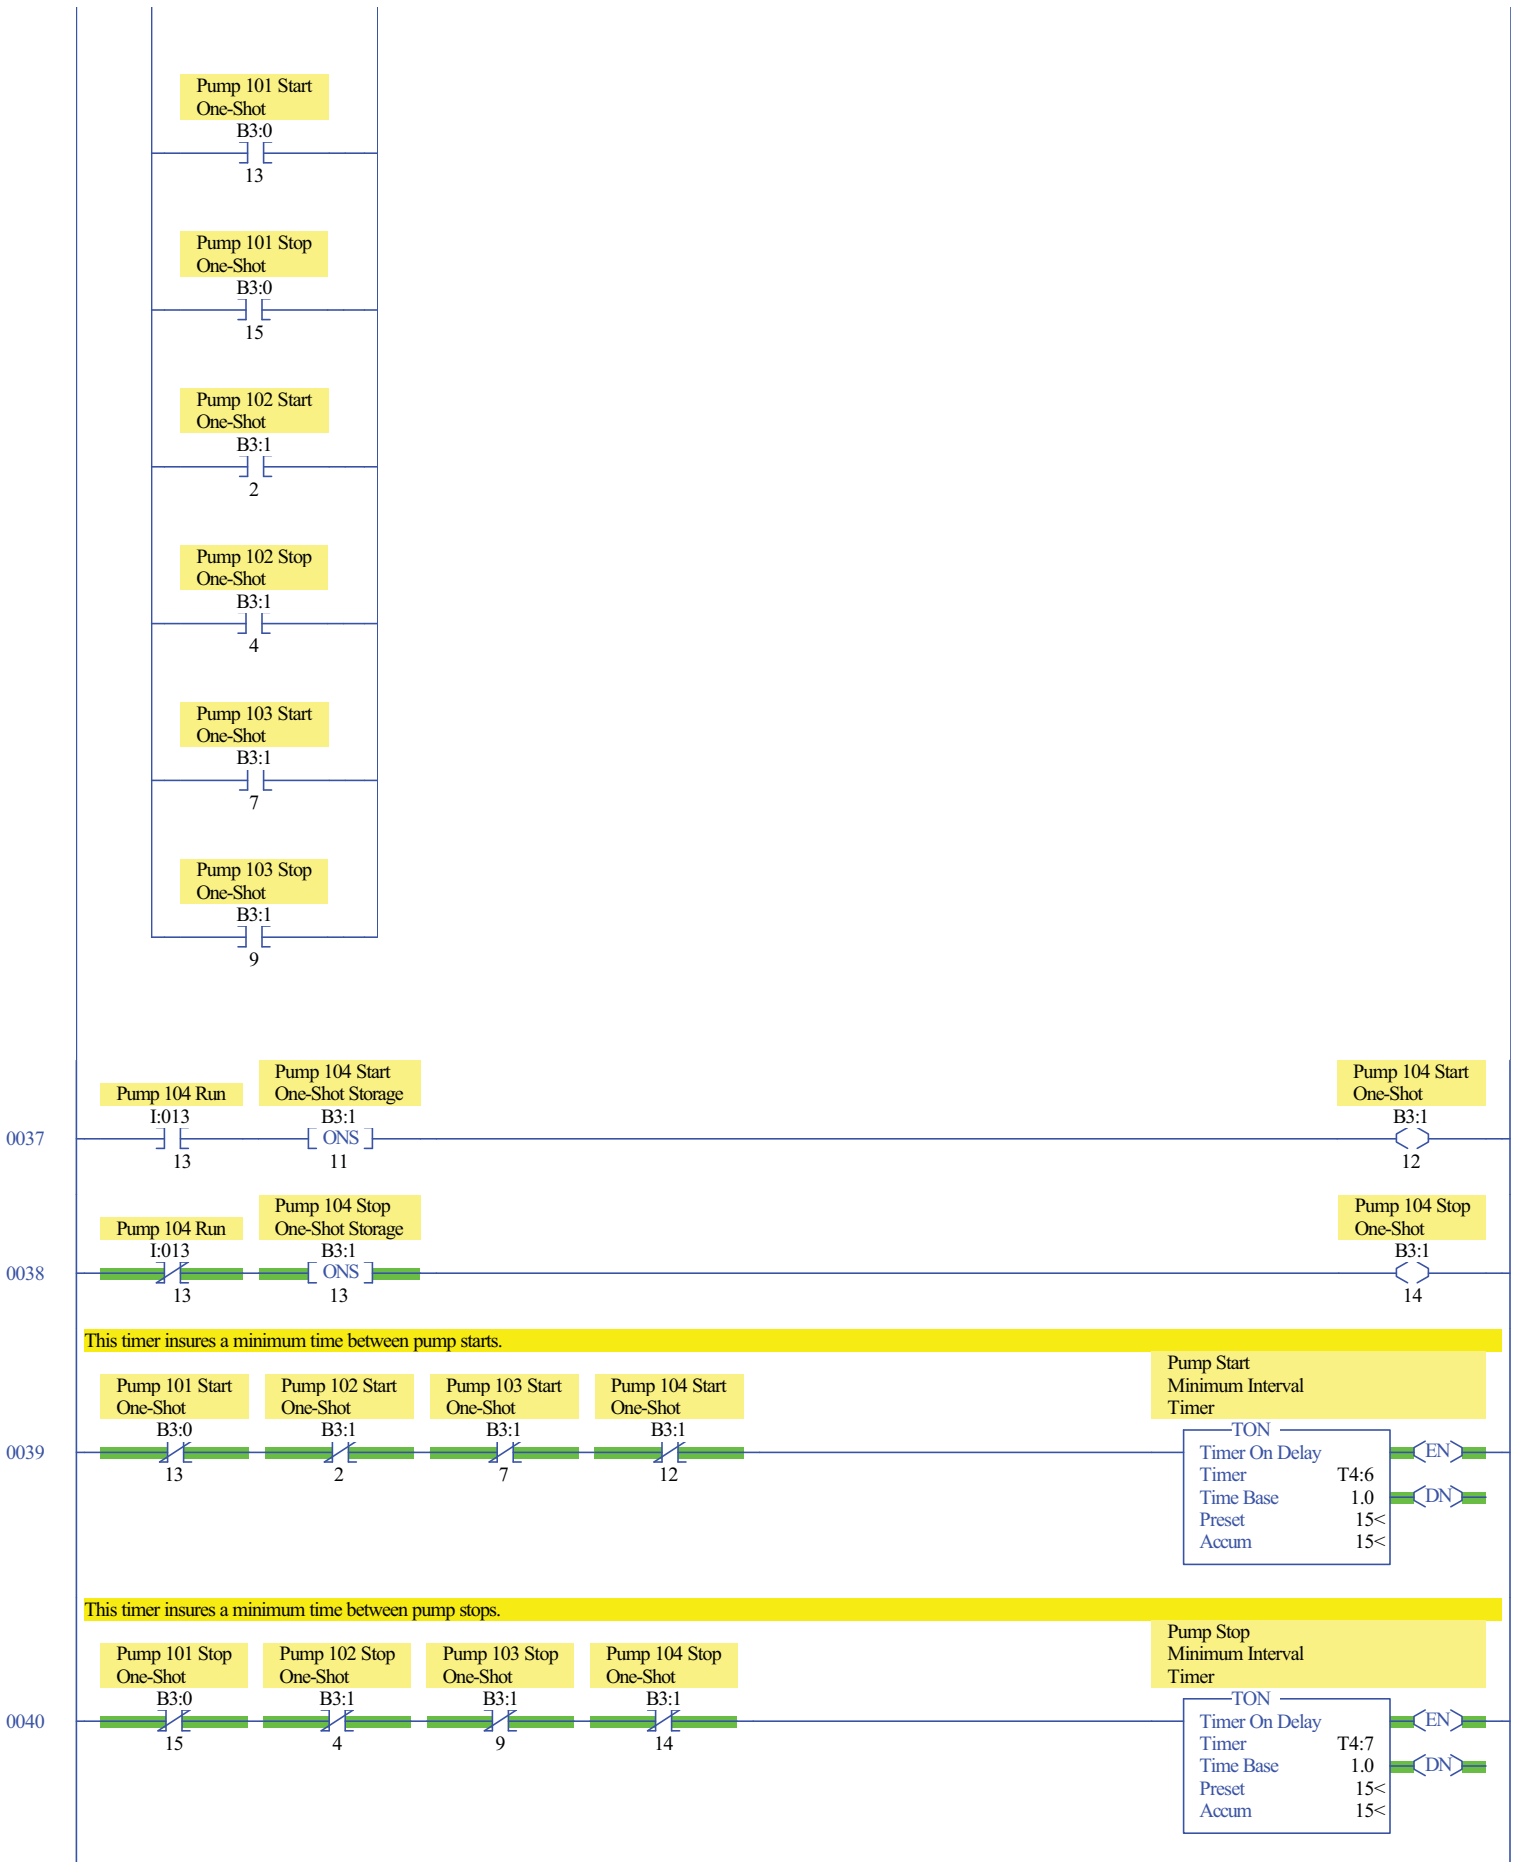 Pump 101 Start
One-Shot
B3:0
13
Pump 101 Stop
One-Shot
B3:0
15
Pump 102 Start
One-Shot
B3:1
2
Pump 102 Stop
One-Shot
B3:1
4
Pump 103 Start
One-Shot
B3:1
7
Pump 103 Stop
One-Shot
B3:1
9
0037
Pump 104 Run
I:013
13
Pump 104 Start
One-Shot Storage
B3:1
ONS
11
Pump 104 Start
One-Shot
B3:1
12
0038
Pump 104 Run
I:013
13
Pump 104 Stop
One-Shot Storage
B3:1
ONS
13
Pump 104 Stop
One-Shot
B3:1
14
This timer insures a minimum time between pump starts.
0039
Pump 101 Start
One-Shot
B3:0
13
Pump 102 Start
One-Shot
B3:1
2
Pump 103 Start
One-Shot
B3:1
7
Pump 104 Start
One-Shot
B3:1
12
Pump Start
Minimum Interval
Timer
TON
Timer On Delay
Timer T4:6
Time Base 1.0
Preset 15<
Accum 15<
EN
DN
This timer insures a minimum time between pump stops.
0040
Pump 101 Stop
One-Shot
B3:0
15
Pump 102 Stop
One-Shot
B3:1
4
Pump 103 Stop
One-Shot
B3:1
9
Pump 104 Stop
One-Shot
B3:1
14
Pump Stop
Minimum Interval
Timer
TON
Timer On Delay
Timer T4:7
Time Base 1.0
Preset 15<
Accum 15<
EN
DN